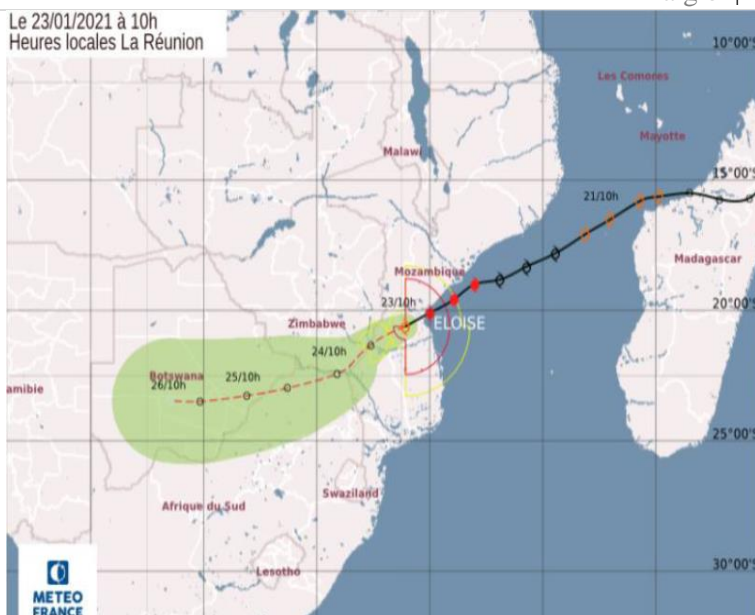 Le 23/01/2021 à 10h
Heures locales La Réunion
10°00'S
Les Comores
Mayotte
Malawi
15°00'S
21/10h
Madagascar
Mozambique
23/10h
20°00'S
ELOISE
Zimbabwe
24/10h
Botswana
25/10h
26/10h
amibie
25°00'S
Swaziland
Afrique du Sud
Lesotho
30°00'S
METEO
FRANCE